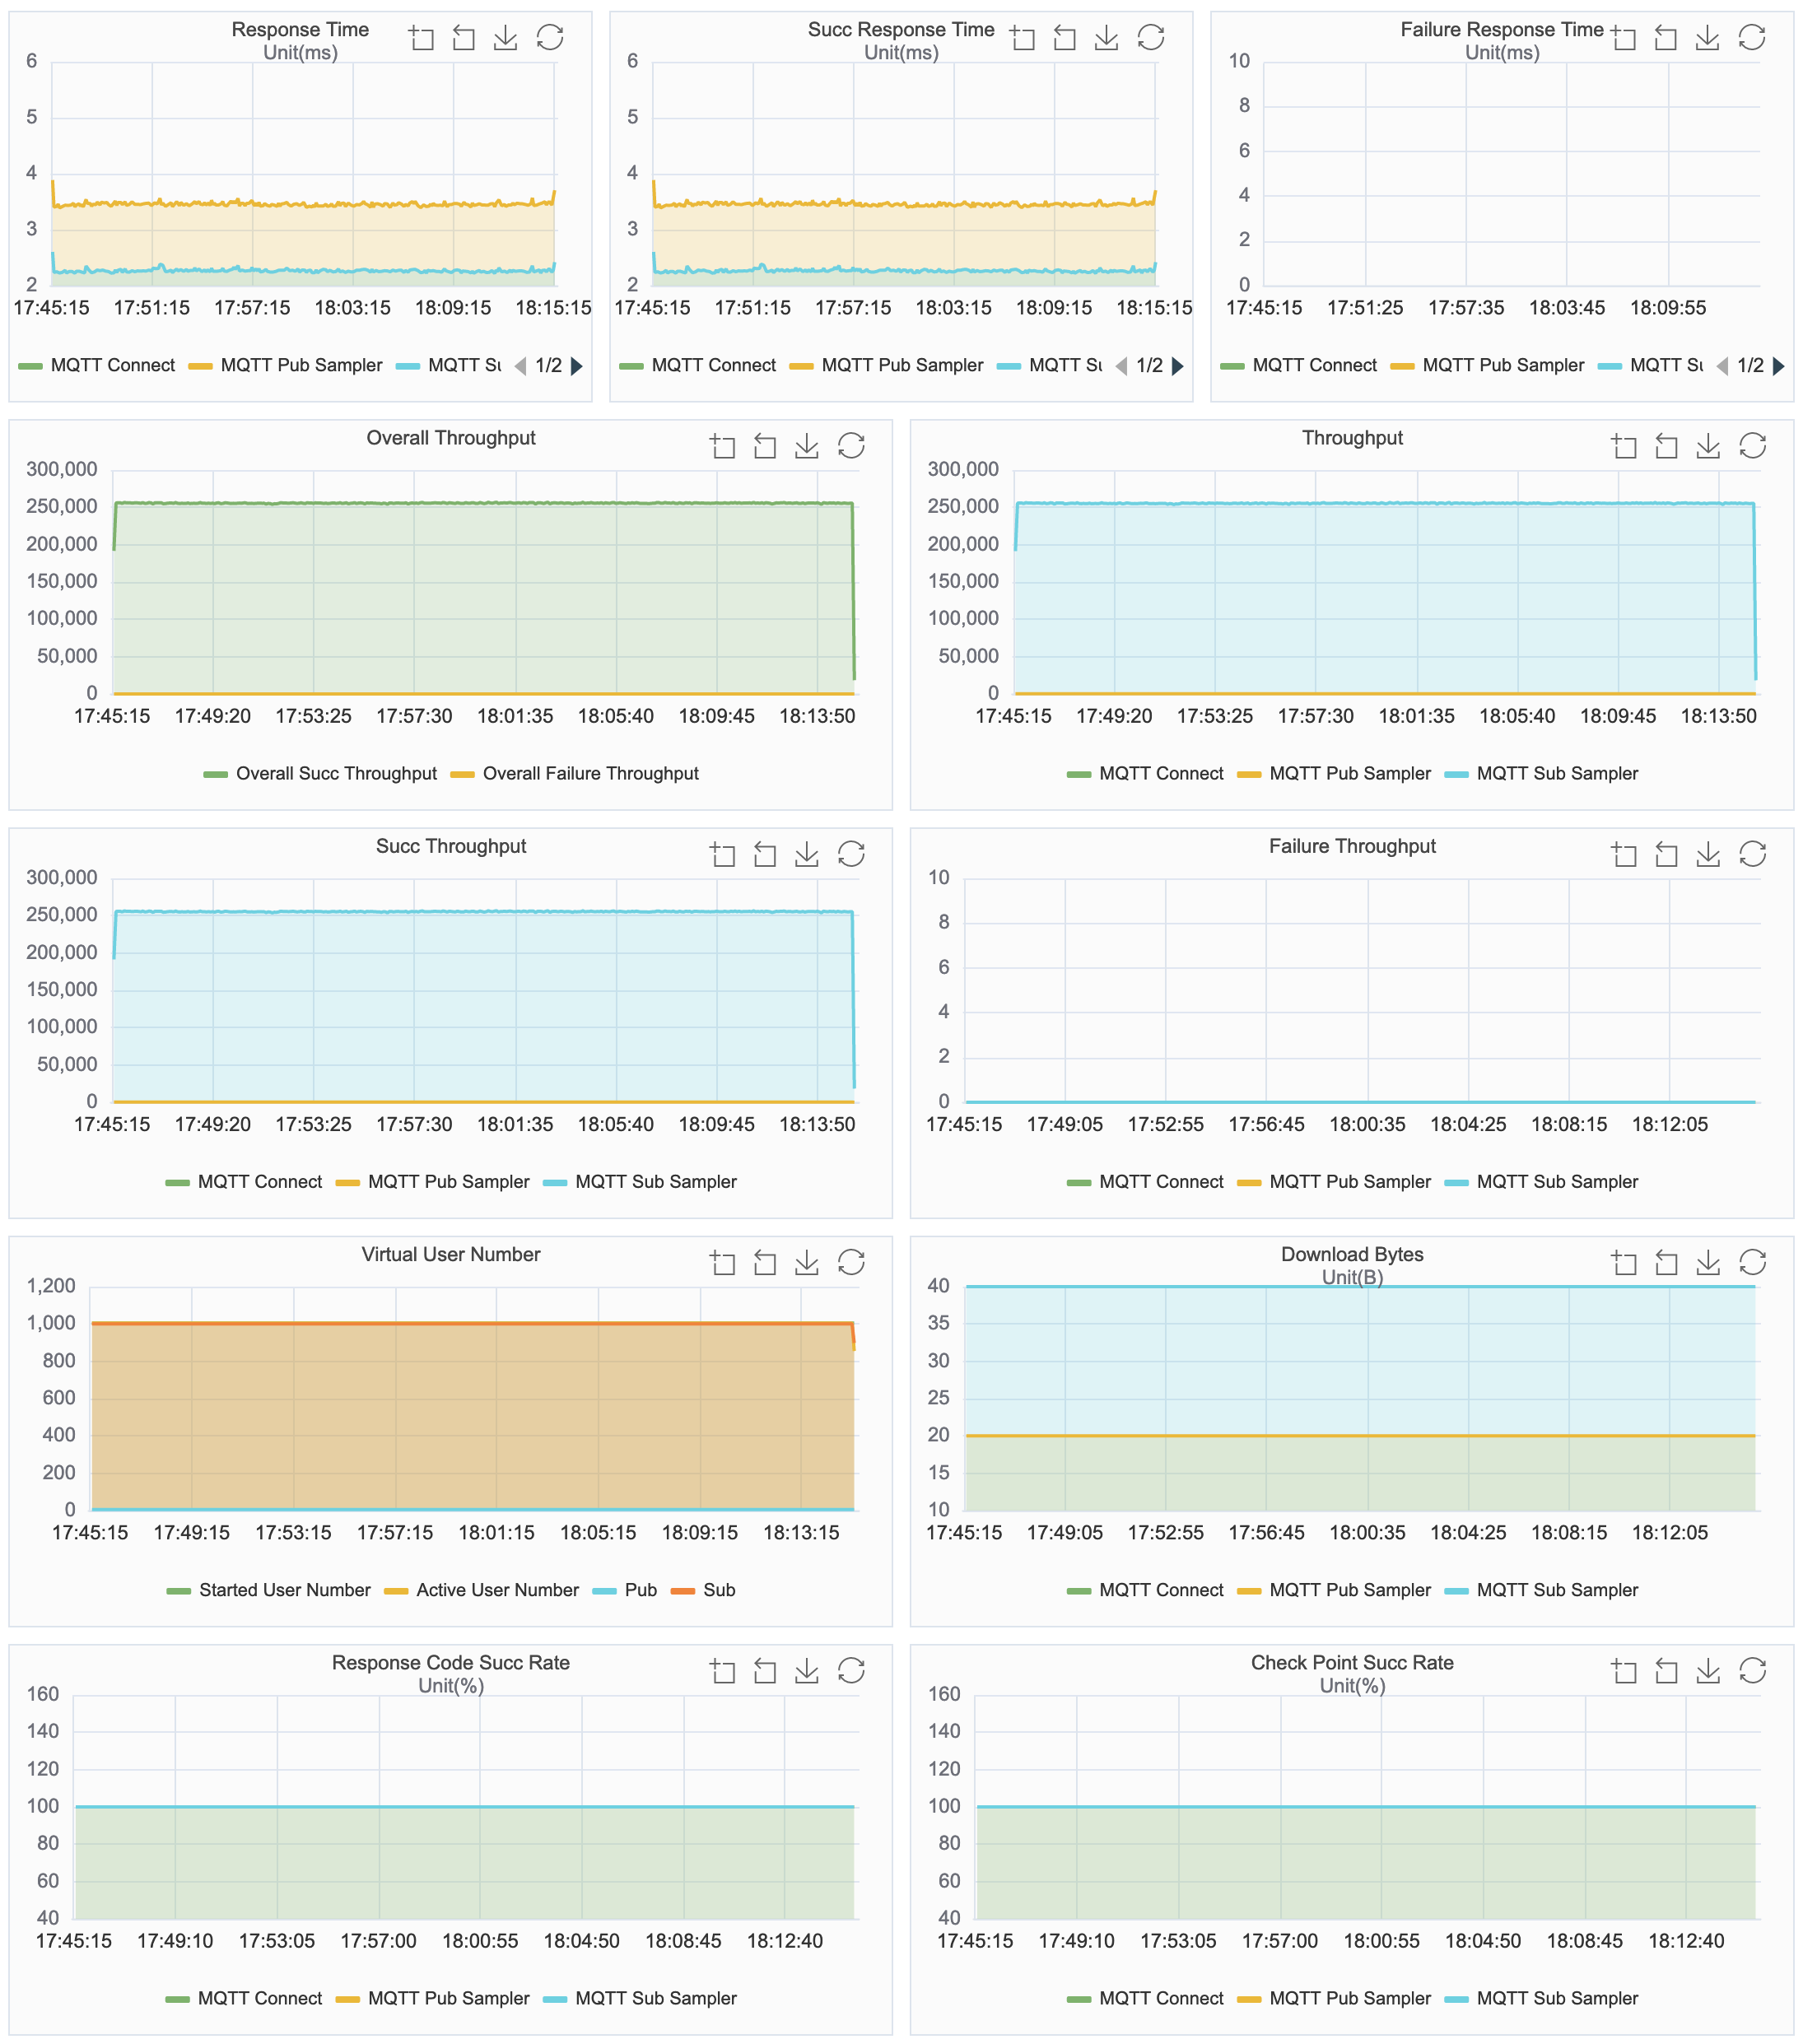 Response Time
Unit(ms)
6
5
4
3
2
17:45:15 17:51:15 17:57:15 18:03:15 18:09:15 18:15:15
MQTT Connect MQTT Pub Sampler MQTT Su 1/2
Succ Response Time
Unit(ms)
6
5
4
3
2
17:45:15 17:51:15 17:57:15 18:03:15 18:09:15 18:15:15
MQTT Connect MQTT Pub Sampler MQTT Su 1/2
Failure Response Time
Unit(ms)
10
8
6
4
2
0
17:45:15 17:51:25 17:57:35 18:03:45 18:09:55
MQTT Connect MQTT Pub Sampler MQTT Su 1/2
Overall Throughput
300,000
250,000
200,000
150,000
100,000
50,000
0
17:45:15 17:49:20 17:53:25 17:57:30 18:01:35 18:05:40 18:09:45 18:13:50
Overall Succ Throughput Overall Failure Throughput
Throughput
300,000
250,000
200,000
150,000
100,000
50,000
0
17:45:15 17:49:20 17:53:25 17:57:30 18:01:35 18:05:40 18:09:45 18:13:50
MQTT Connect MQTT Pub Sampler MQTT Sub Sampler
Succ Throughput
300,000
250,000
200,000
150,000
100,000
50,000
0
17:45:15 17:49:20 17:53:25 17:57:30 18:01:35 18:05:40 18:09:45 18:13:50
MQTT Connect MQTT Pub Sampler MQTT Sub Sampler
Failure Throughput
10
8
6
4
2
0
17:45:15 17:49:05 17:52:55 17:56:45 18:00:35 18:04:25 18:08:15 18:12:05
MQTT Connect MQTT Pub Sampler MQTT Sub Sampler
Virtual User Number
1,200
1,000
800
600
400
200
0
17:45:15 17:49:15 17:53:15 17:57:15 18:01:15 18:05:15 18:09:15 18:13:15
Started User Number Active User Number Pub Sub
Download Bytes
Unit(B)
40
35
30
25
20
15
10
17:45:15 17:49:05 17:52:55 17:56:45 18:00:35 18:04:25 18:08:15 18:12:05
MQTT Connect MQTT Pub Sampler MQTT Sub Sampler
Response Code Succ Rate
Unit(%)
160
140
120
100
80
60
40
17:45:15 17:49:10 17:53:05 17:57:00 18:00:55 18:04:50 18:08:45 18:12:40
MQTT Connect MQTT Pub Sampler MQTT Sub Sampler
Check Point Succ Rate
Unit(%)
160
140
120
100
80
60
40
17:45:15 17:49:10 17:53:05 17:57:00 18:00:55 18:04:50 18:08:45 18:12:40
MQTT Connect MQTT Pub Sampler MQTT Sub Sampler